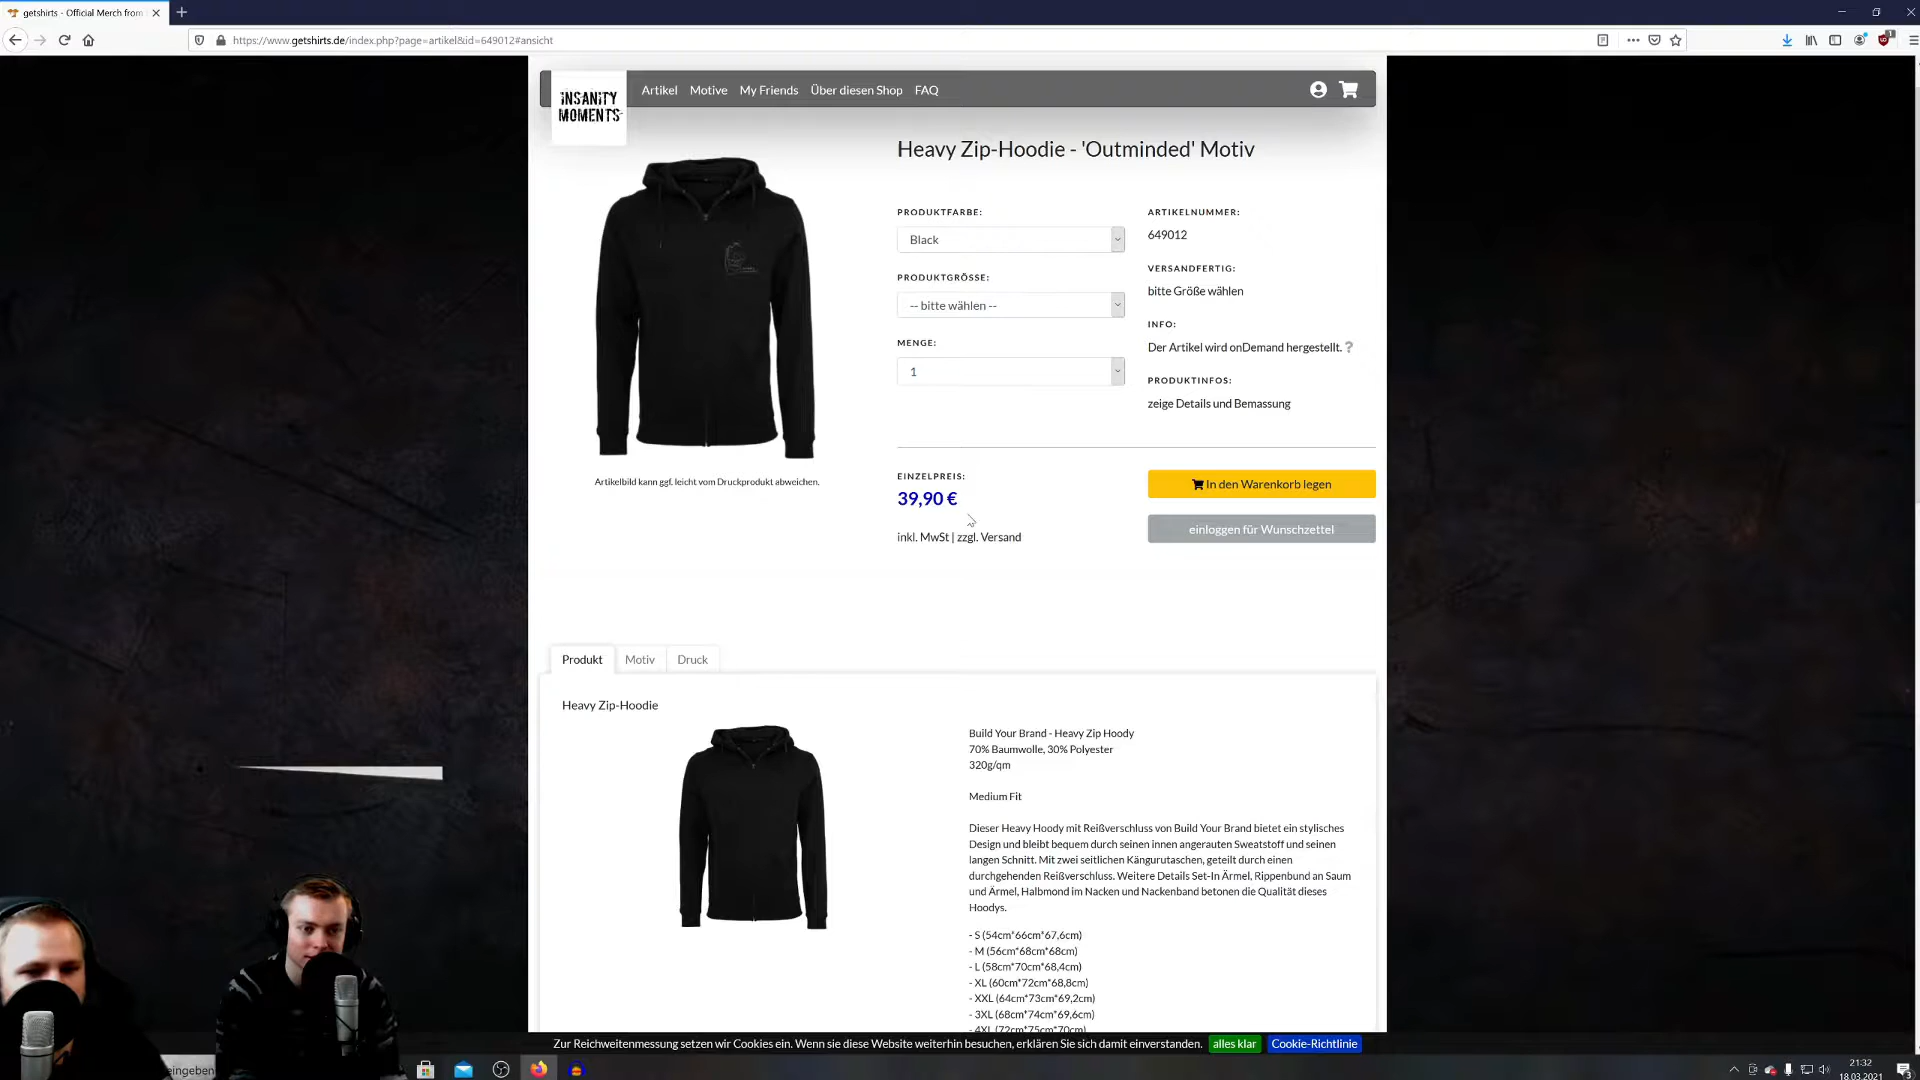 getshirts - Official Merch from
https://www.getshirts.de/index.php?page=artikel&id=649012#ansicht
INSANITY
MOMENTS
Artikel Motive My Friends Über diesen Shop FAQ
Heavy Zip-Hoodie - 'Outminded' Motiv
PRODUKTFARBE:
Black
PRODUKTGRÖSSE:
-- bitte wählen --
MENGE:
1
ARTIKELNUMMER:
649012
VERSANDFERTIG:
bitte Größe wählen
INFO:
Der Artikel wird onDemand hergestellt. ?
PRODUKTINFOS:
zeige Details und Bemassung
Artikelbild kann ggf. leicht vom Druckprodukt abweichen.
EINZELPREIS:
39,90 €
inkl. MwSt | zzgl. Versand
In den Warenkorb legen
einloggen für Wunschzettel
Produkt Motiv Druck
Heavy Zip-Hoodie
Build Your Brand - Heavy Zip Hoody
70% Baumwolle, 30% Polyester
320g/qm
Medium Fit
Dieser Heavy Hoody mit Reißverschluss von Build Your Brand bietet ein stylisches
Design und bleibt bequem durch seinen innen angerauten Sweatstoff und seinen
langen Schnitt. Mit zwei seitlichen Kängurutaschen, geteilt durch einen
durchgehenden Reißverschluss. Weitere Details Set-In Ärmel, Rippenbund an Saum
und Ärmel, Halbmond im Nacken und Nackenband betonen die Qualität dieses
Hoodys.
- S (54cm*66cm*67,6cm)
- M (56cm*68cm*68cm)
- L (58cm*70cm*68,4cm)
- XL (60cm*72cm*68,8cm)
- XXL (64cm*73cm*69,2cm)
- 3XL (68cm*74cm*69,6cm)
- 4XL (72cm*75cm*70cm)
Zur Reichweitenmessung setzen wir Cookies ein. Wenn sie diese Website weiterhin besuchen, erklären Sie sich damit einverstanden. alles klar Cookie-Richtlinie
eingeben
21:32
18.03.2021
3